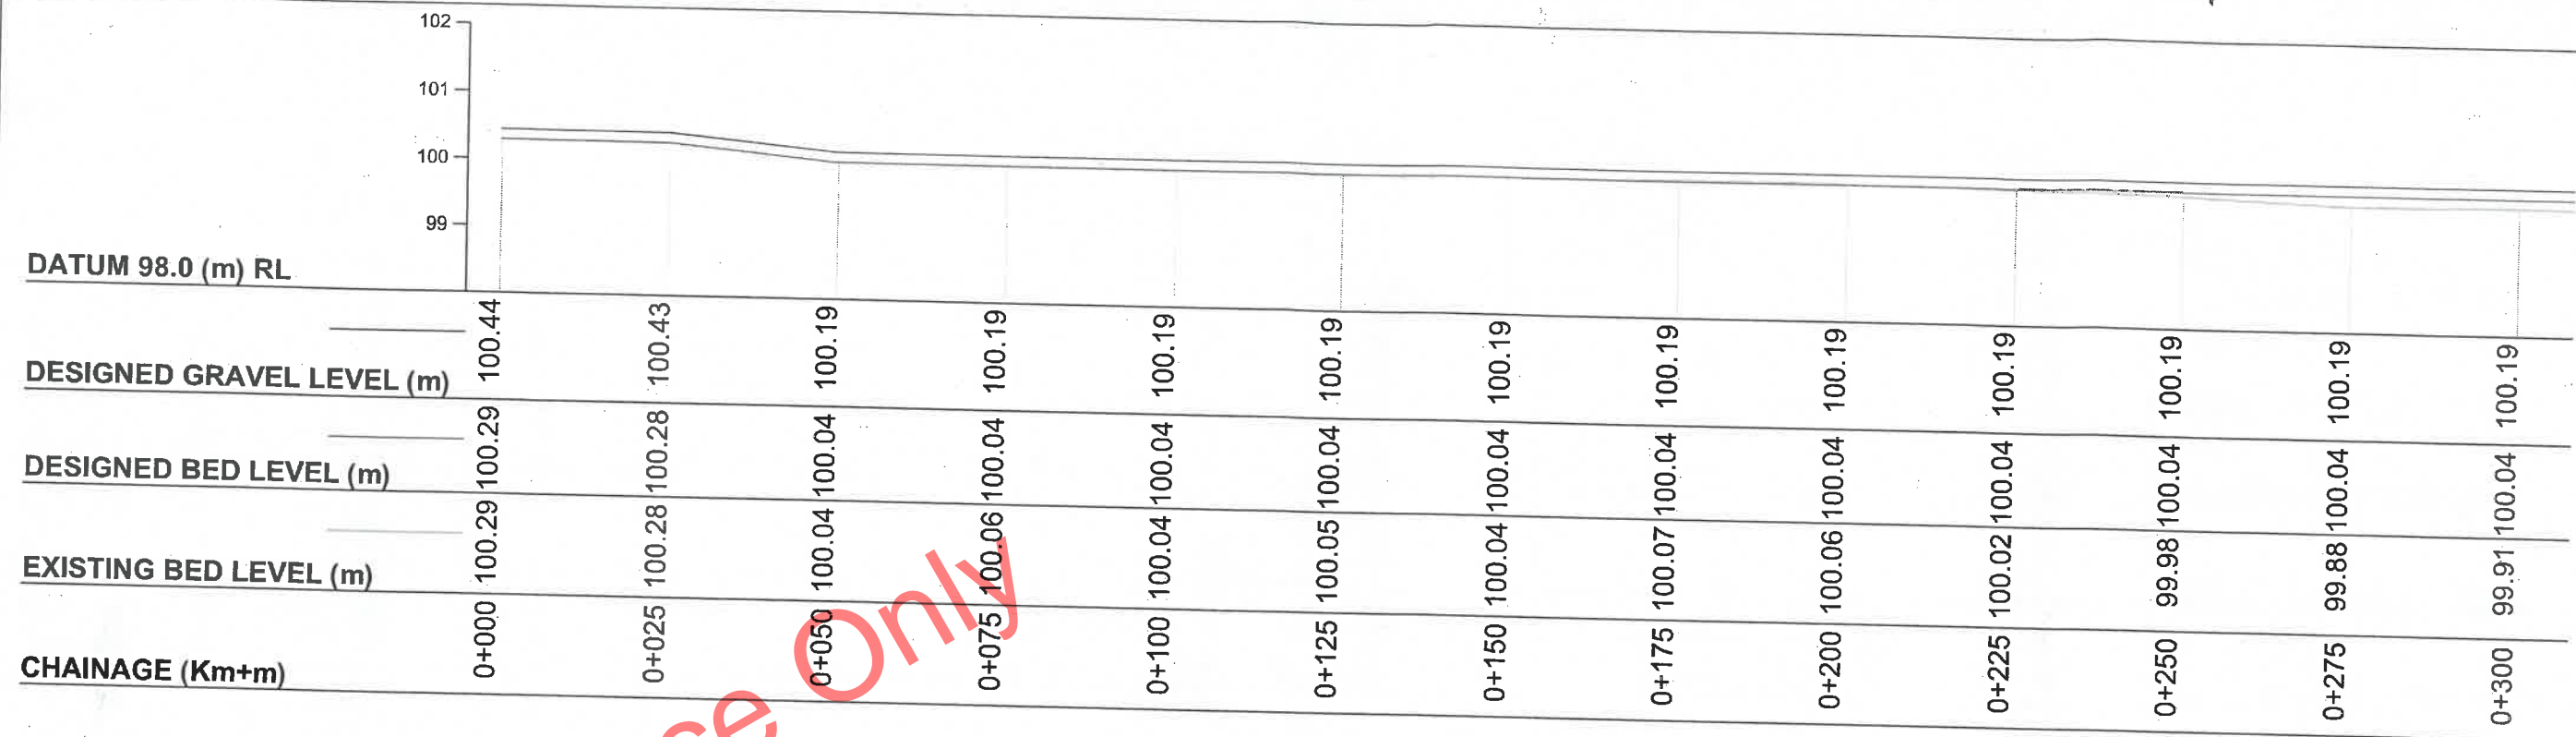 102
101
100
99
DATUM 98.0 (m) RL
DESIGNED GRAVEL LEVEL (m) 100.44 100.43 100.19 100.19 100.19 100.19 100.19 100.19 100.19 100.19 100.19 100.19 100.19
DESIGNED BED LEVEL (m) 100.29 100.28 100.04 100.04 100.04 100.04 100.04 100.04 100.04 100.04 100.04 100.04 100.04
EXISTING BED LEVEL (m) 100.29 100.28 100.04 100.06 100.04 100.05 100.04 100.07 100.06 100.02 99.98 99.88 99.91
CHAINAGE (Km+m) 0+000 0+025 0+050 0+075 0+100 0+125 0+150 0+175 0+200 0+225 0+250 0+275 0+300
Only